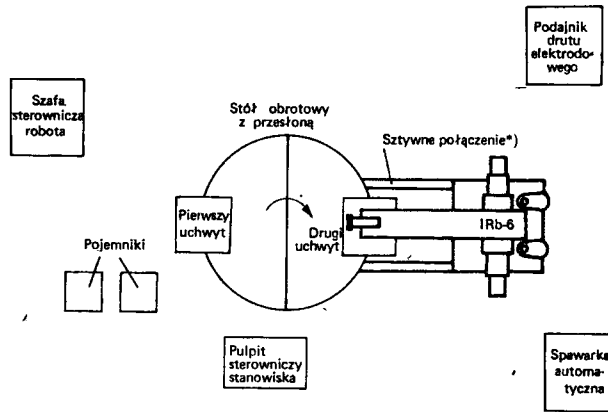 Podajnik
drutu
elektrodo-
wego
Szafa
sterownicza
robota
Stół obrotowy
z przesłoną
Sztywne połączenie*)
Pierwszy
uchwyt
Drugi
uchwyt
IRb-6
Pojemniki
Pulpit
sterowniczy
stanowiska
Spawarka
automa-
tyczna